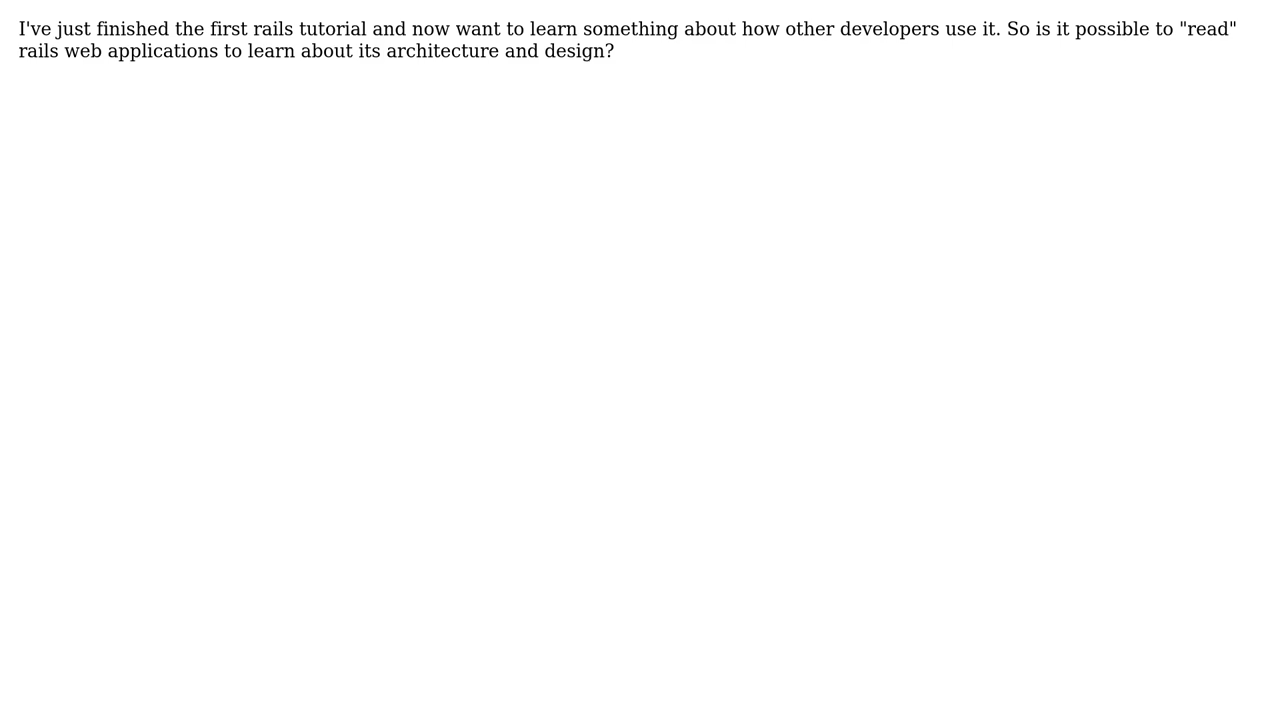 I've just finished the first rails tutorial and now want to learn something about how other developers use it. So is it possible to "read"
rails web applications to learn about its architecture and design?